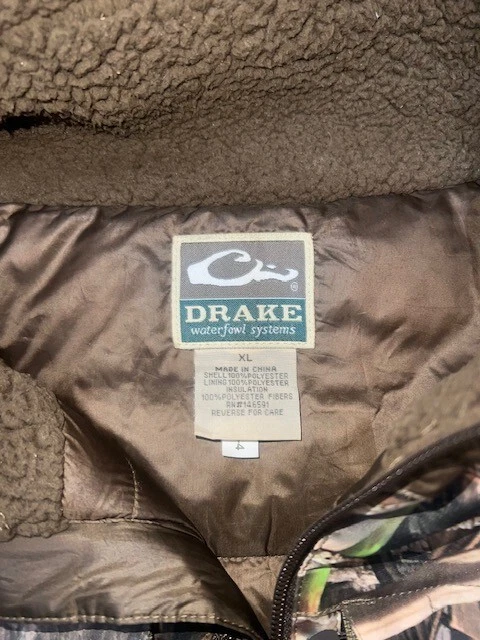 ®
DRAKE
waterfowl systems
XL
MADE IN CHINA
SHELL 100% POLYESTER
LINING 100% POLYESTER
INSULATION
100% POLYESTER FIBERS
RN#146591
REVERSE FOR CARE
4